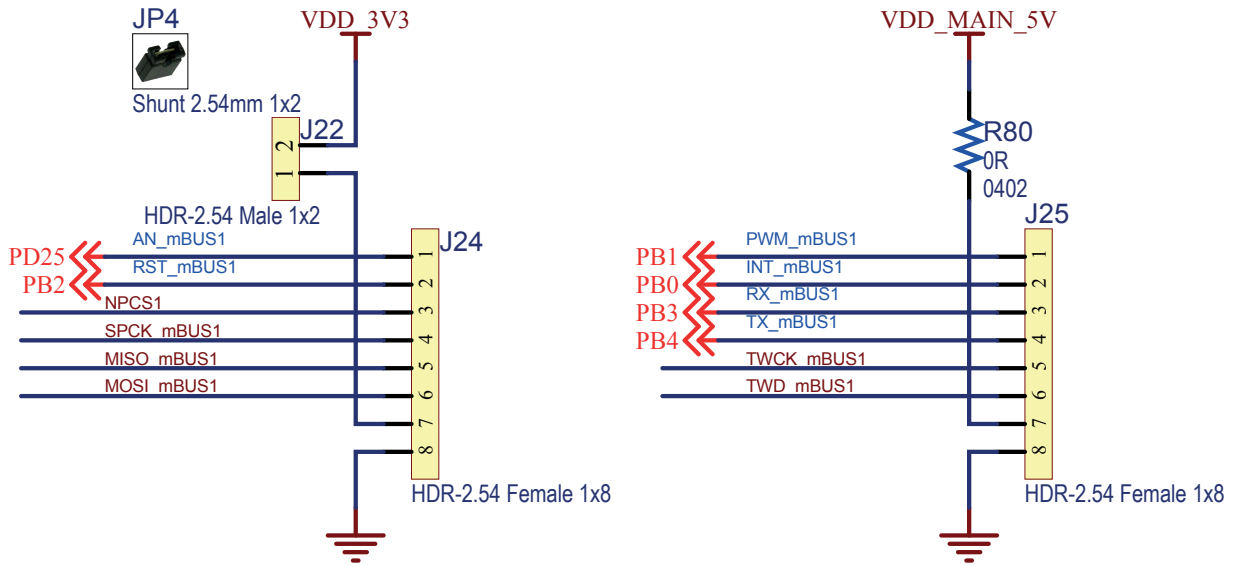 JP4
VDD_3V3
Shunt 2.54mm 1x2
J22
2
1
HDR-2.54 Male 1x2
J24
PD25
AN_mBUS1
1
PB2
RST_mBUS1
2
NPCS1
3
SPCK_mBUS1
4
MISO_mBUS1
5
MOSI_mBUS1
6
7
8
HDR-2.54 Female 1x8
VDD_MAIN_5V
R80
0R
0402
J25
PB1
PWM_mBUS1
1
PB0
INT_mBUS1
2
PB3
RX_mBUS1
3
PB4
TX_mBUS1
4
TWCK_mBUS1
5
TWD_mBUS1
6
7
8
HDR-2.54 Female 1x8